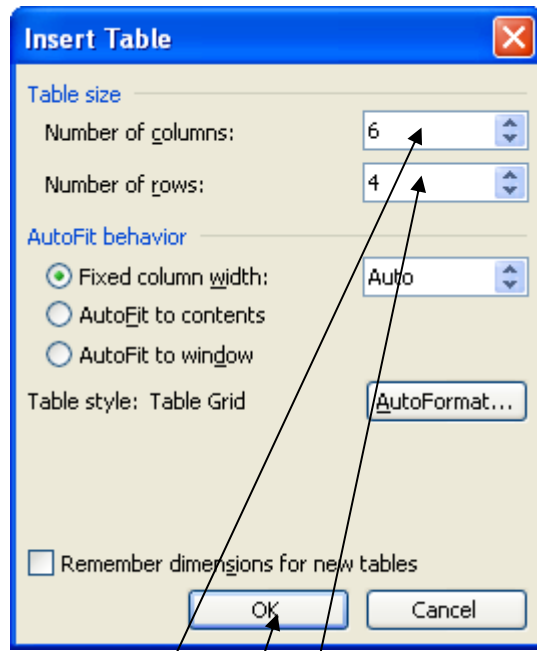 Insert Table
Table size
Number of columns: 6
Number of rows: 4
AutoFit behavior
Fixed column width: Auto
AutoFit to contents
AutoFit to window
Table style: Table Grid AutoFormat...
Remember dimensions for new tables
OK Cancel